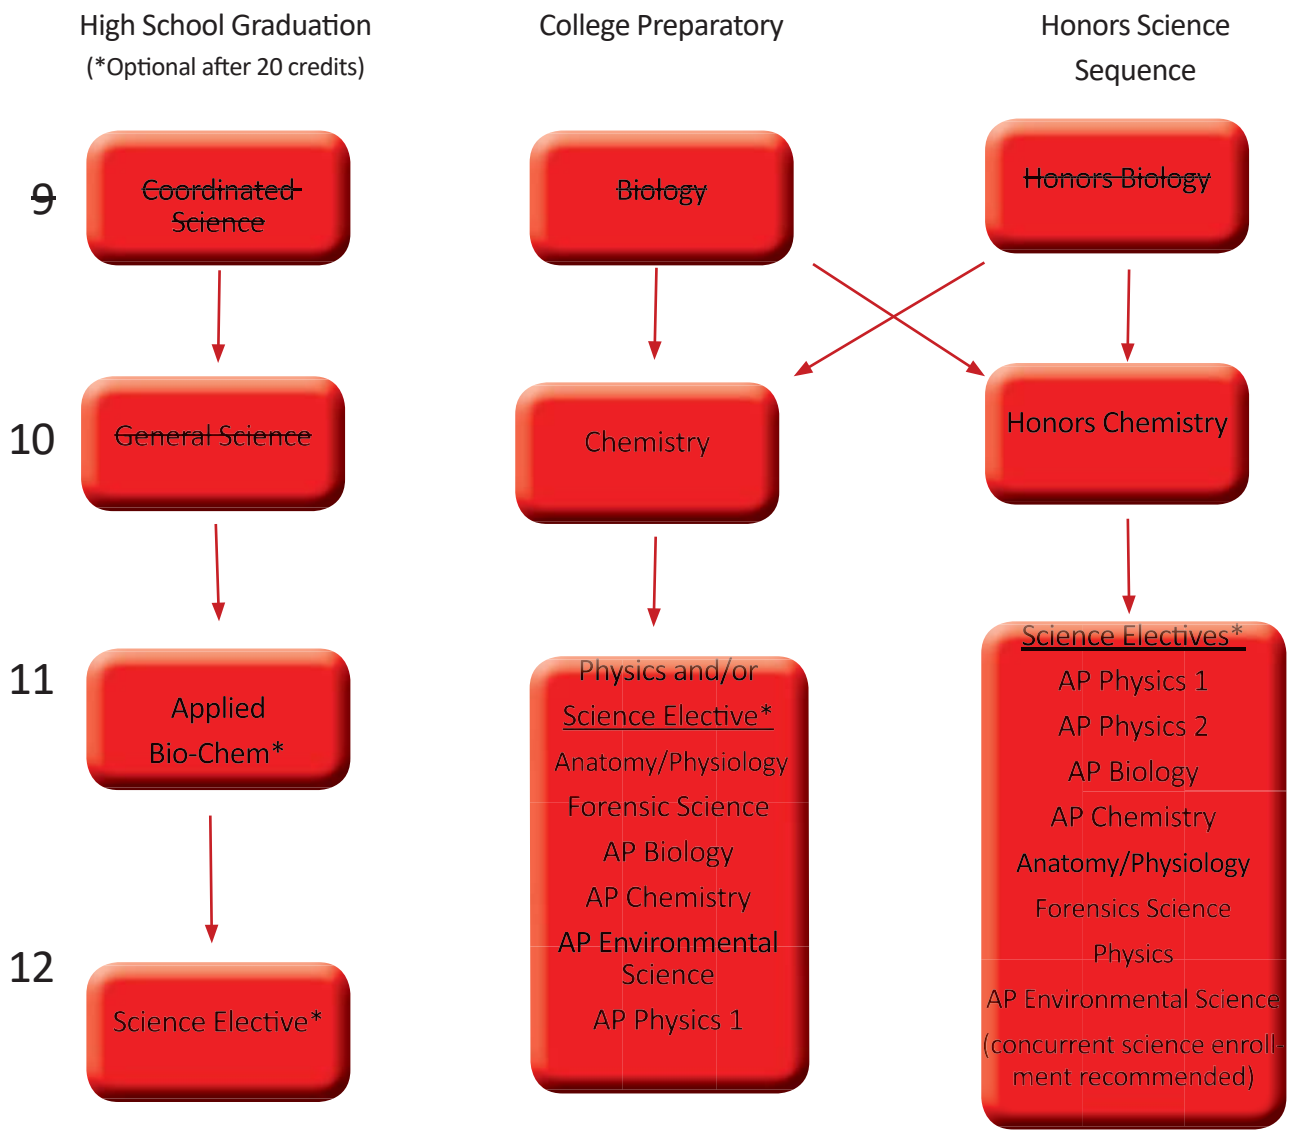 High School Graduation
(*Optional after 20 credits)
College Preparatory
Honors Science
Sequence
9
Coordinated
Science
Biology
Honors Biology
10
General Science
Chemistry
Honors Chemistry
11
Applied
Bio-Chem*
Physics and/or
Science Elective*
Anatomy/Physiology
Forensic Science
AP Biology
AP Chemistry
AP Environmental
Science
AP Physics 1
Science Electives*
AP Physics 1
AP Physics 2
AP Biology
AP Chemistry
Anatomy/Physiology
Forensics Science
Physics
AP Environmental Science
(concurrent science enroll-
ment recommended)
12
Science Elective*